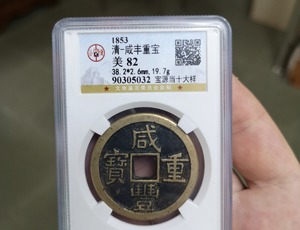 1853
清-咸丰重宝
美 82
38.2*2.6mm,19.7g
90305032 宝源当十大样
咸
寶 重
豐